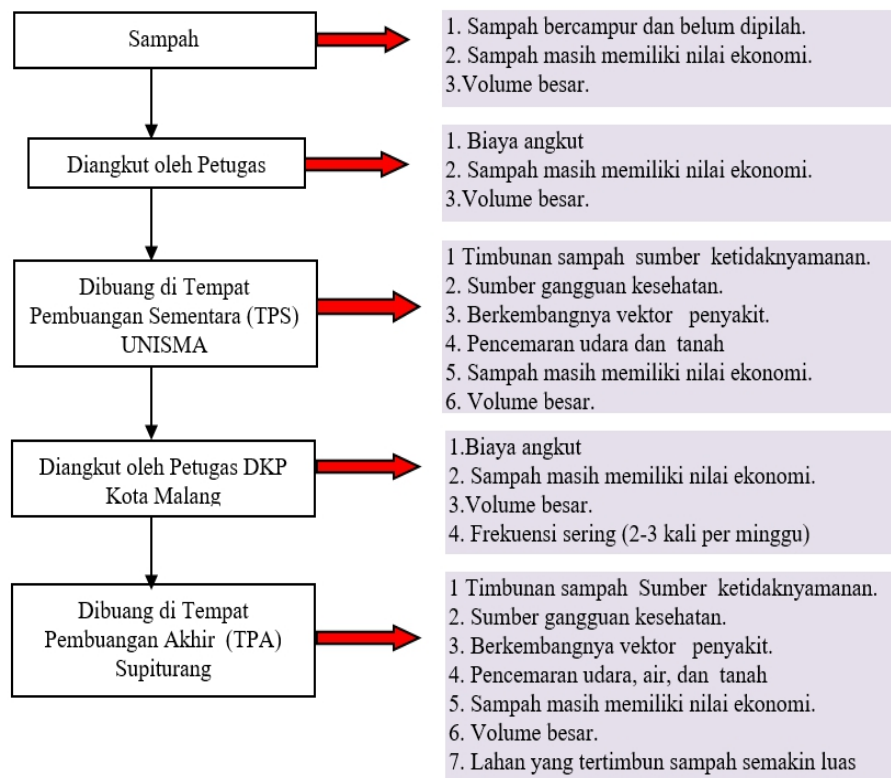 Sampah
1. Sampah bercampur dan belum dipilah.
2. Sampah masih memiliki nilai ekonomi.
3.Volume besar.
Diangkut oleh Petugas
1. Biaya angkut
2. Sampah masih memiliki nilai ekonomi.
3.Volume besar.
Dibuang di Tempat
Pembuangan Sementara (TPS)
UNISMA
1 Timbunan sampah sumber ketidaknyamanan.
2. Sumber gangguan kesehatan.
3. Berkembangnya vektor penyakit.
4. Pencemaran udara dan tanah
5. Sampah masih memiliki nilai ekonomi.
6. Volume besar.
Diangkut oleh Petugas DKP
Kota Malang
1.Biaya angkut
2. Sampah masih memiliki nilai ekonomi.
3.Volume besar.
4. Frekuensi sering (2-3 kali per minggu)
Dibuang di Tempat
Pembuangan Akhir (TPA)
Supiturang
1 Timbunan sampah Sumber ketidaknyamanan.
2. Sumber gangguan kesehatan.
3. Berkembangnya vektor penyakit.
4. Pencemaran udara, air, dan tanah
5. Sampah masih memiliki nilai ekonomi.
6. Volume besar.
7. Lahan yang tertimbun sampah semakin luas